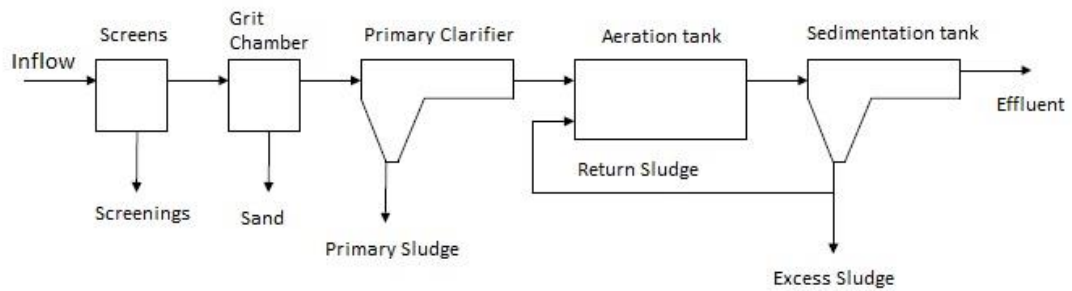 Screens
Grit
Chamber
Primary Clarifier
Aeration tank
Sedimentation tank
Inflow
Effluent
Return Sludge
Screenings
Sand
Primary Sludge
Excess Sludge